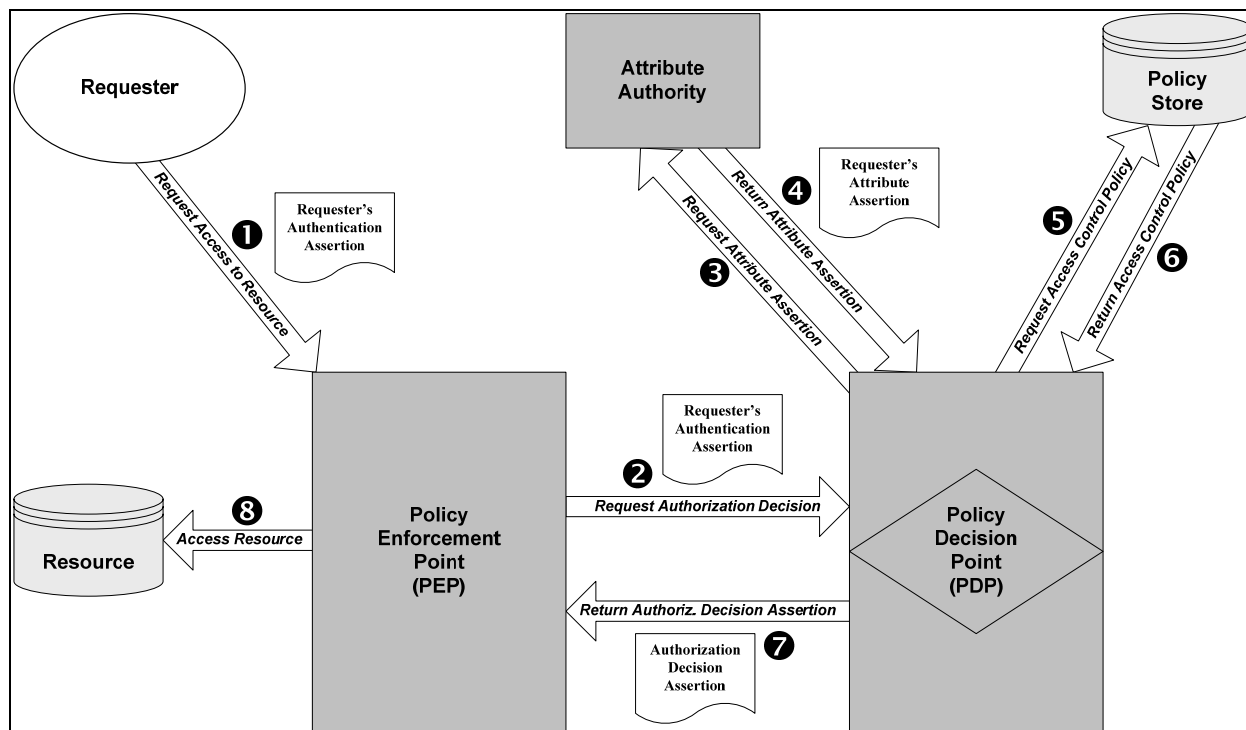 Requester
Attribute
Authority
Policy
Store
Request Access to Resource
❶
Requester's
Authentication
Assertion
Request Attribute Assertion
❸
Return Attribute Assertion
❹
Requester's
Attribute
Assertion
Request Access Control Policy
❺
Return Access Control Policy
❻
Requester's
Authentication
Assertion
❷
Request Authorization Decision
Policy
Enforcement
Point
(PEP)
Policy
Decision
Point
(PDP)
❽
Access Resource
Resource
Return Authoriz. Decision Assertion
❼
Authorization
Decision
Assertion